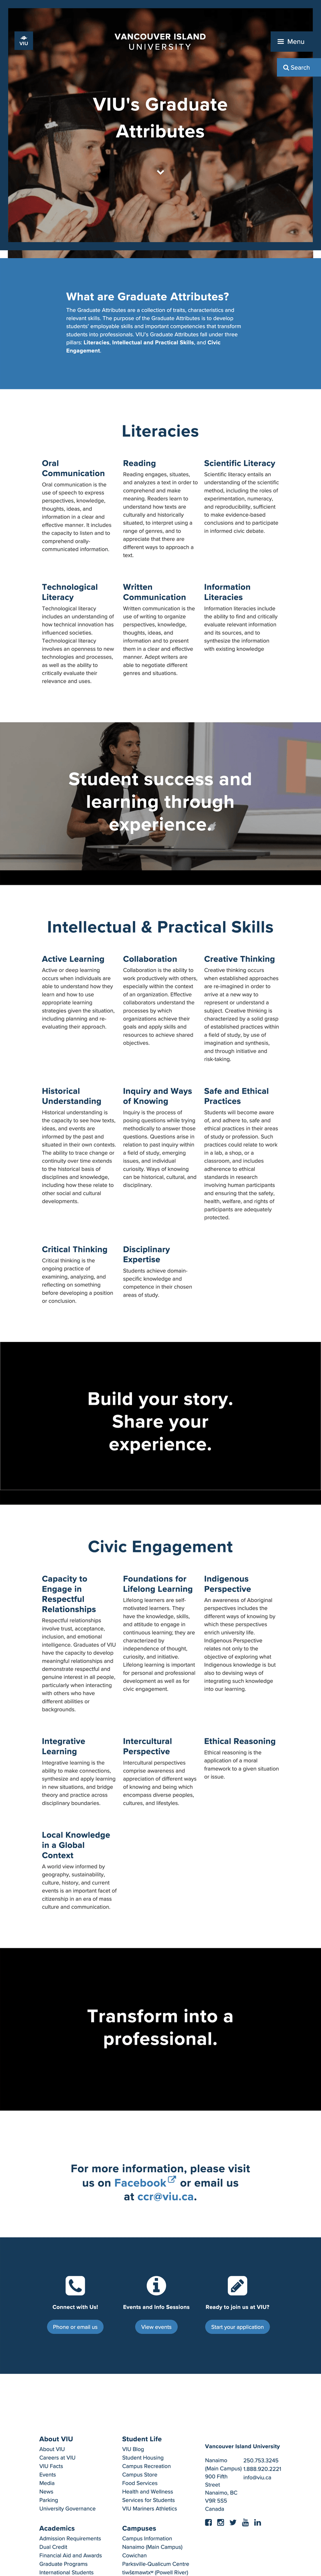 VIU
VANCOUVER ISLAND
UNIVERSITY
Menu
Search
VIU's Graduate
Attributes
What are Graduate Attributes?
The Graduate Attributes are a collection of traits, characteristics and
relevant skills. The purpose of the Graduate Attributes is to develop
students' employable skills and important competencies that transform
students into professionals. VIU's Graduate Attributes fall under three
pillars: Literacies, Intellectual and Practical Skills, and Civic
Engagement.
Literacies
Oral
Communication
Oral communication is the
use of speech to express
perspectives, knowledge,
thoughts, ideas, and
information in a clear and
effective manner. It includes
the capacity to listen and to
comprehend orally-
communicated information.
Reading
Reading engages, situates,
and analyzes a text in order to
comprehend and make
meaning. Readers learn to
understand how texts are
culturally and historically
situated, to interpret using a
range of genres, and to
appreciate that there are
different ways to approach a
text.
Scientific Literacy
Scientific literacy entails an
understanding of the scientific
method, including the roles of
experimentation, numeracy,
and reproducibility, sufficient
to make evidence-based
conclusions and to participate
in informed civic debate.
Technological
Literacy
Technological literacy
includes an understanding of
how technical innovation has
influenced societies.
Technological literacy
involves an openness to new
technologies and processes,
as well as the ability to
critically evaluate their
relevance and uses.
Written
Communication
Written communication is the
use of writing to organize
perspectives, knowledge,
thoughts, ideas, and
information and to present
them in a clear and effective
manner. Adept writers are
able to negotiate different
genres and situations.
Information
Literacies
Information literacies include
the ability to find and critically
evaluate relevant information
and its sources, and to
synthesize the information
with existing knowledge
Student success and
learning through
experience.
Intellectual & Practical Skills
Active Learning
Active or deep learning
occurs when individuals are
able to understand how they
learn and how to use
appropriate learning
strategies given the situation,
including planning and re-
evaluating their approach.
Collaboration
Collaboration is the ability to
work productively with others,
especially within the context
of an organization. Effective
collaborators understand the
processes by which
organizations achieve their
goals and apply skills and
resources to achieve shared
objectives.
Creative Thinking
Creative thinking occurs
when established approaches
are re-imagined in order to
arrive at a new way to
represent or understand a
subject. Creative thinking is
characterized by a solid grasp
of established practices within
a field of study, by use of
imagination and synthesis,
and through initiative and
risk-taking.
Historical
Understanding
Historical understanding is
the capacity to see how texts,
ideas, and events are
informed by the past and
situated in their own contexts.
The ability to trace change or
continuity over time extends
to the historical basis of
disciplines and knowledge,
including how these relate to
other social and cultural
developments.
Inquiry and Ways
of Knowing
Inquiry is the process of
posing questions while trying
methodically to answer those
questions. Questions arise in
relation to past inquiry within
a field of study, emerging
issues, and individual
curiosity. Ways of knowing
can be historical, cultural, and
disciplinary.
Safe and Ethical
Practices
Students will become aware
of, and adhere to, safe and
ethical practices in their areas
of study or profession. Such
practices could relate to work
in a lab, a shop, or a
classroom, and includes
adherence to ethical
standards in research
involving human participants
and ensuring that the safety,
health, welfare, and rights of
participants are adequately
protected.
Critical Thinking
Critical thinking is the
ongoing practice of
examining, analyzing, and
reflecting on something
before developing a position
or conclusion.
Disciplinary
Expertise
Students achieve domain-
specific knowledge and
competence in their chosen
areas of study.
Build your story.
Share your
experience.
Civic Engagement
Capacity to
Engage in
Respectful
Relationships
Respectful relationships
involve trust, acceptance,
inclusion, and emotional
intelligence. Graduates of VIU
have the capacity to develop
meaningful relationships and
demonstrate respectful and
genuine interest in all people,
particularly when interacting
with others who have
different abilities or
backgrounds.
Foundations for
Lifelong Learning
Lifelong learners are self-
motivated learners. They
have the knowledge, skills,
and attitude to engage in
continuous learning; they are
characterized by
independence of thought,
curiosity, and initiative.
Lifelong learning is important
for personal and professional
development as well as for
civic engagement.
Indigenous
Perspective
An awareness of Aboriginal
perspectives includes the
different ways of knowing by
which these perspectives
enrich university life.
Indigenous Perspective
relates not only to the
objective of exploring what
Indigenous knowledge is but
also to devising ways of
integrating such knowledge
into our learning.
Integrative
Learning
Integrative learning is the
ability to make connections,
synthesize and apply learning
in new situations, and bridge
theory and practice across
disciplinary boundaries.
Intercultural
Perspective
Intercultural perspectives
comprise awareness and
appreciation of different ways
of knowing and being which
encompass diverse peoples,
cultures, and lifestyles.
Ethical Reasoning
Ethical reasoning is the
application of a moral
framework to a given situation
or issue.
Local Knowledge
in a Global
Context
A world view informed by
geography, sustainability,
culture, history, and current
events is an important facet of
citizenship in an era of mass
culture and communication.
Transform into a
professional.
For more information, please visit
us on Facebook or email us
at ccr@viu.ca.
Connect with Us!
Phone or email us
Events and Info Sessions
View events
Ready to join us at VIU?
Start your application
About VIU
About VIU
Careers at VIU
VIU Facts
Events
Media
News
Parking
University Governance
Student Life
VIU Blog
Student Housing
Campus Recreation
Campus Store
Food Services
Health and Wellness
Services for Students
VIU Mariners Athletics
Vancouver Island University
Nanaimo
(Main Campus)
900 Fifth
Street
Nanaimo, BC
V9R 5S5
Canada
250.753.3245
1.888.920.2221
info@viu.ca
Academics
Admission Requirements
Dual Credit
Financial Aid and Awards
Graduate Programs
International Students
Campuses
Campus Information
Nanaimo (Main Campus)
Cowichan
Parksville-Qualicum Centre
(Powell River)